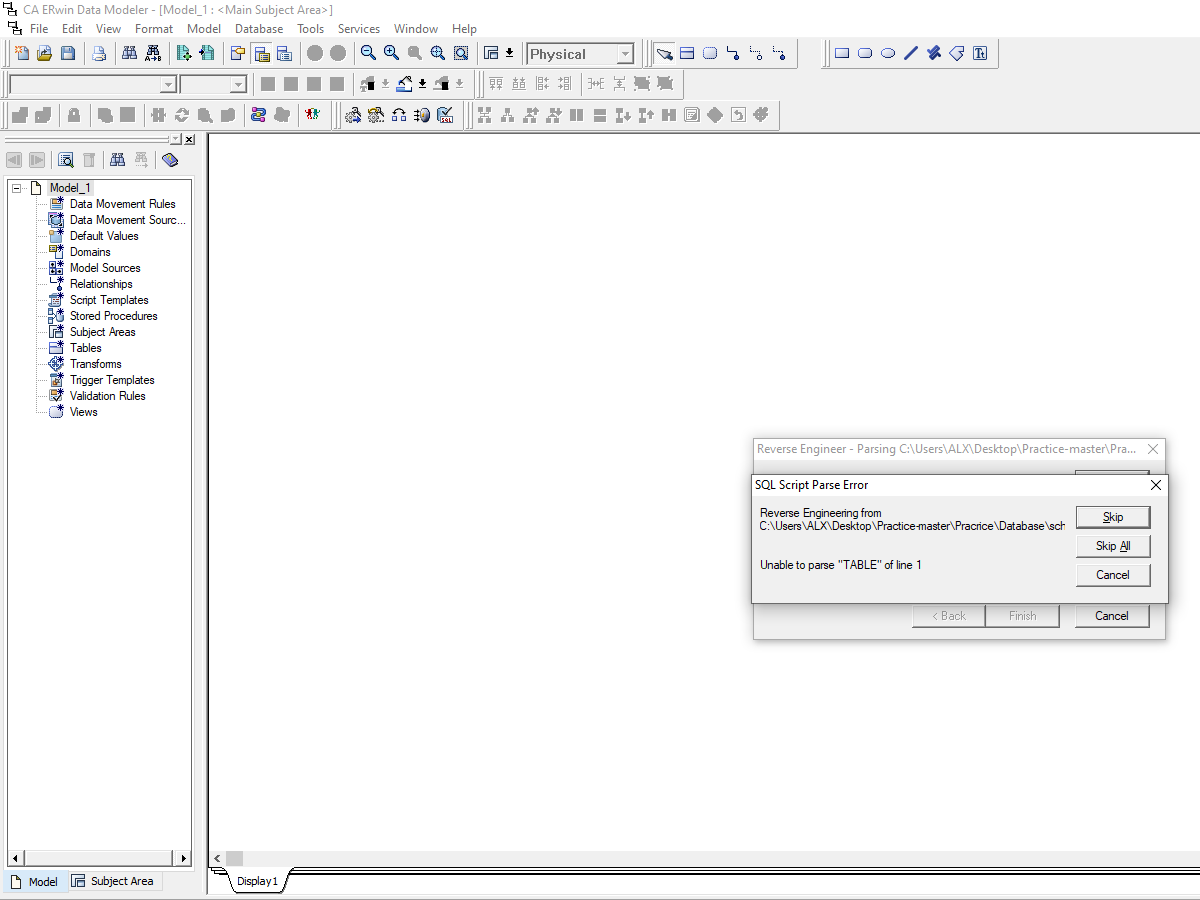 CA ERwin Data Modeler - [Model_1 : <Main Subject Area>]
File Edit View Format Model Database Tools Services Window Help
Physical
Model_1
Data Movement Rules
Data Movement Sourc...
Default Values
Domains
Model Sources
Relationships
Script Templates
Stored Procedures
Subject Areas
Tables
Transforms
Trigger Templates
Validation Rules
Views
Reverse Engineer - Parsing C:\Users\ALX\Desktop\Practice-master\Pra...
SQL Script Parse Error
Reverse Engineering from
C:\Users\ALX\Desktop\Practice-master\Pracrice\Database\sch
Skip
Skip All
Unable to parse "TABLE" of line 1
Cancel
< Back Finish Cancel
Model Subject Area
Display1